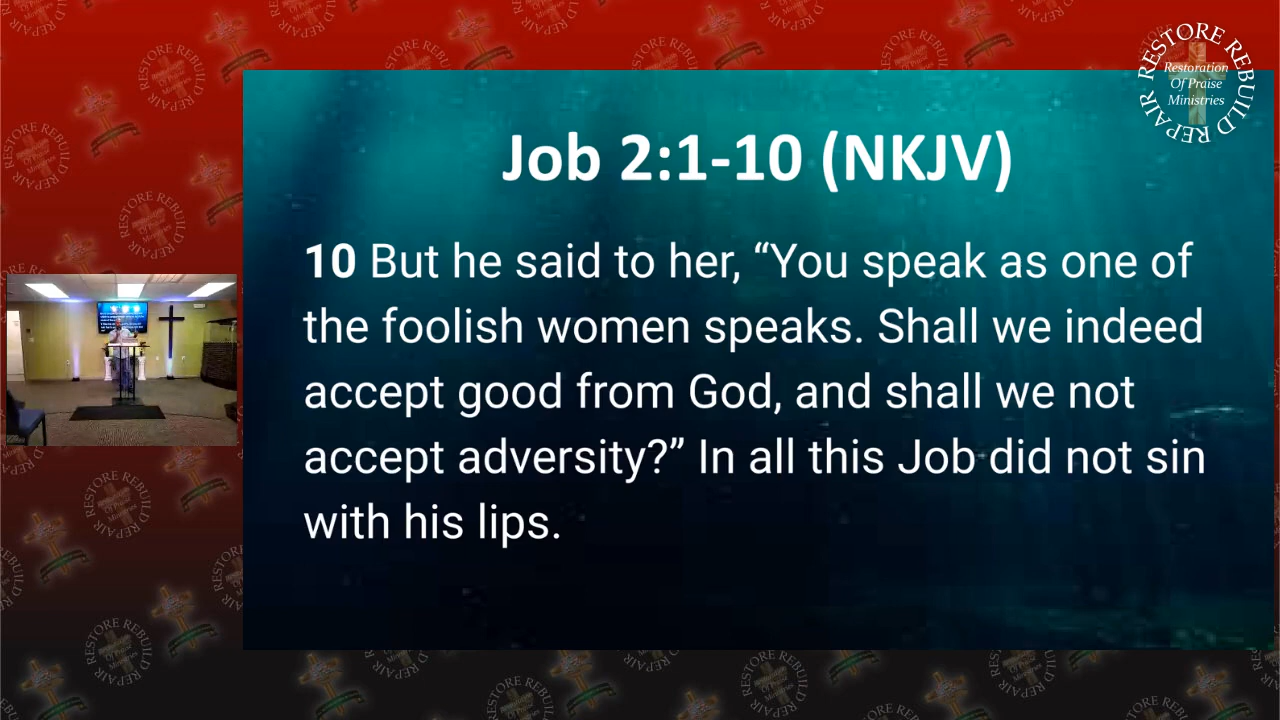 RESTORE REBUILD REPAIR
Restoration
Of Praise
Ministries
Job 2:1-10 (NKJV)
10 But he said to her, “You speak as one of
the foolish women speaks. Shall we indeed
accept good from God, and shall we not
accept adversity?” In all this Job did not sin
with his lips.